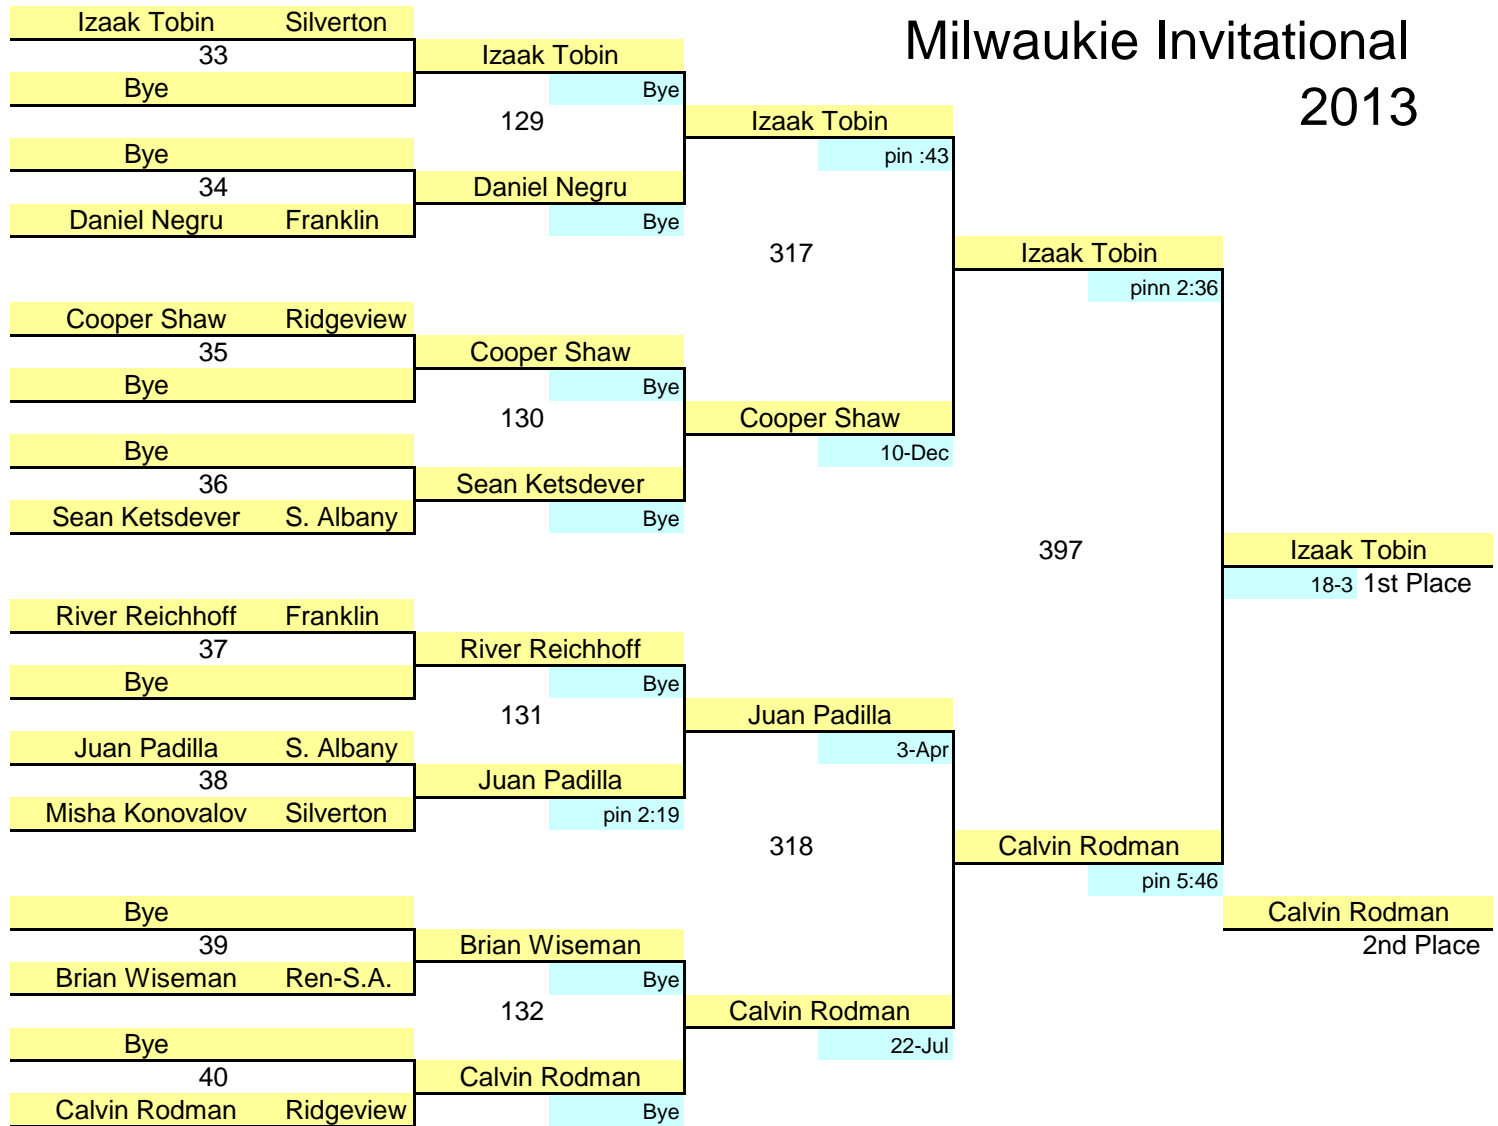 Izaak Tobin Silverton
33
Bye
Izaak Tobin
Bye
Milwaukie Invitational
2013
129
Izaak Tobin
pin :43
Bye
34
Daniel Negru Franklin
Daniel Negru
Bye
317
Izaak Tobin
pinn 2:36
Cooper Shaw Ridgeview
35
Bye
Cooper Shaw
Bye
130
Cooper Shaw
10-Dec
Bye
36
Sean Ketsdever S. Albany
Sean Ketsdever
Bye
397
Izaak Tobin
18-3 1st Place
River Reichhoff Franklin
37
Bye
River Reichhoff
Bye
131
Juan Padilla
3-Apr
Juan Padilla S. Albany
38
Misha Konovalov Silverton
Juan Padilla
pin 2:19
318
Calvin Rodman
pin 5:46
Calvin Rodman
2nd Place
Bye
39
Brian Wiseman Ren-S.A.
Brian Wiseman
Bye
132
Calvin Rodman
22-Jul
Bye
40
Calvin Rodman Ridgeview
Calvin Rodman
Bye